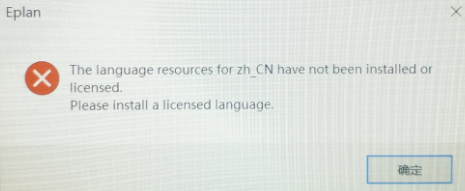 Eplan
The language resources for zh_CN have not been installed or
licensed.
Please install a licensed language.
确定